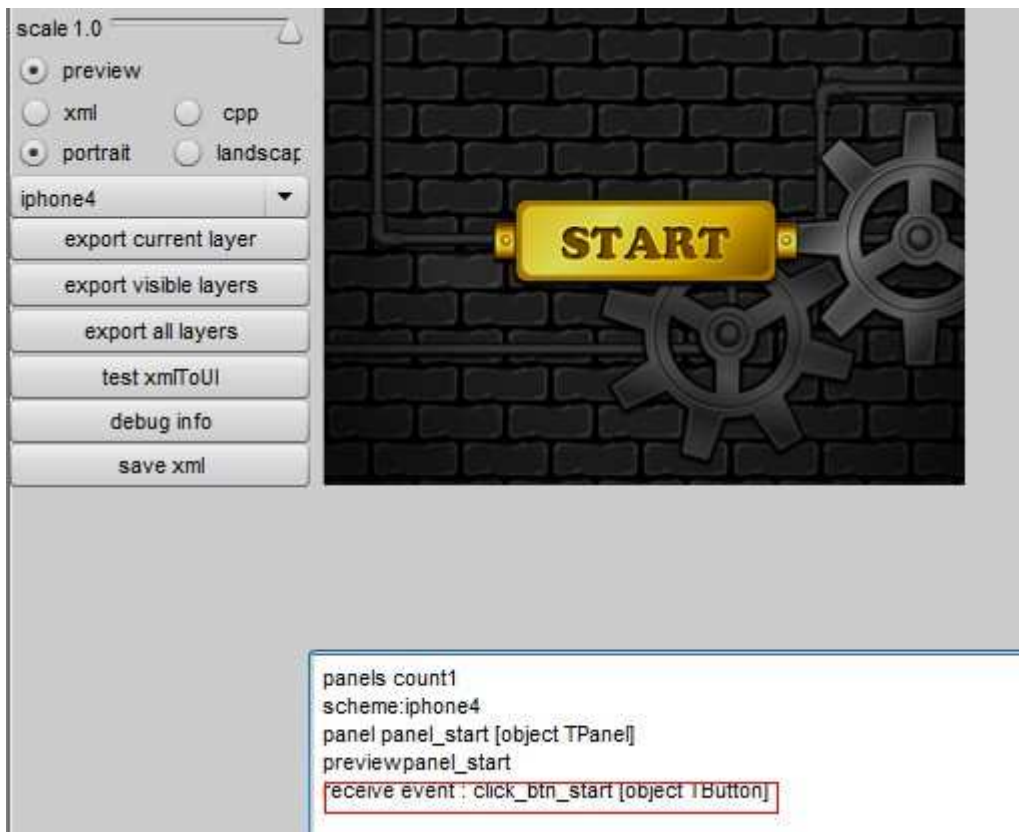 scale 1.0
preview
xml cpp
portrait landscap
iphone4
export current layer
export visible layers
export all layers
test xmlToUI
debug info
save xml
START
panels count1
scheme:iphone4
panel panel_start [object TPanel]
previewpanel_start
receive event : click_btn_start [object TButton]